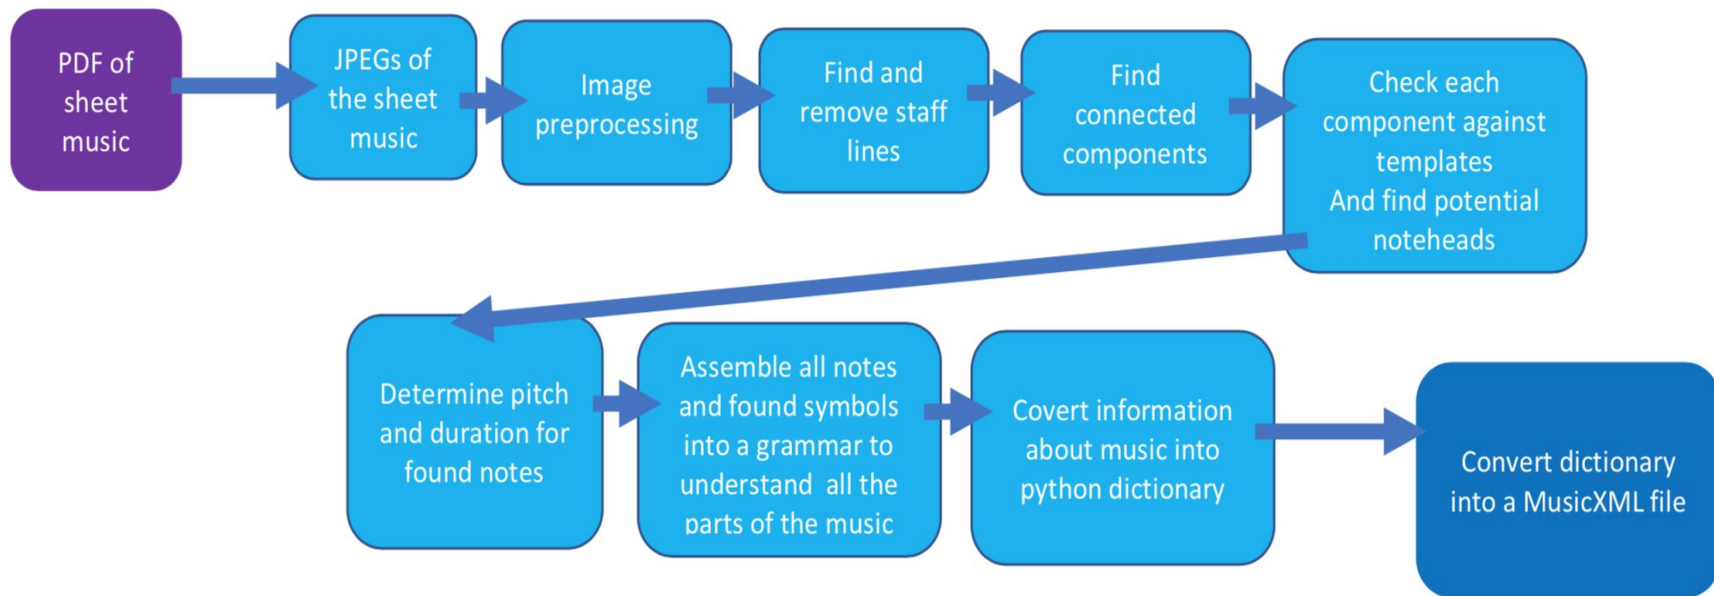 PDF of
sheet
music
JPEGs of
the sheet
music
Image
preprocessing
Find and
remove staff
lines
Find
connected
components
Check each
component against
templates
And find potential
noteheads
Determine pitch
and duration for
found notes
Assemble all notes
and found symbols
into a grammar to
understand  all the
parts of the music
Covert information
about music into
python dictionary
Convert dictionary
into a MusicXML file